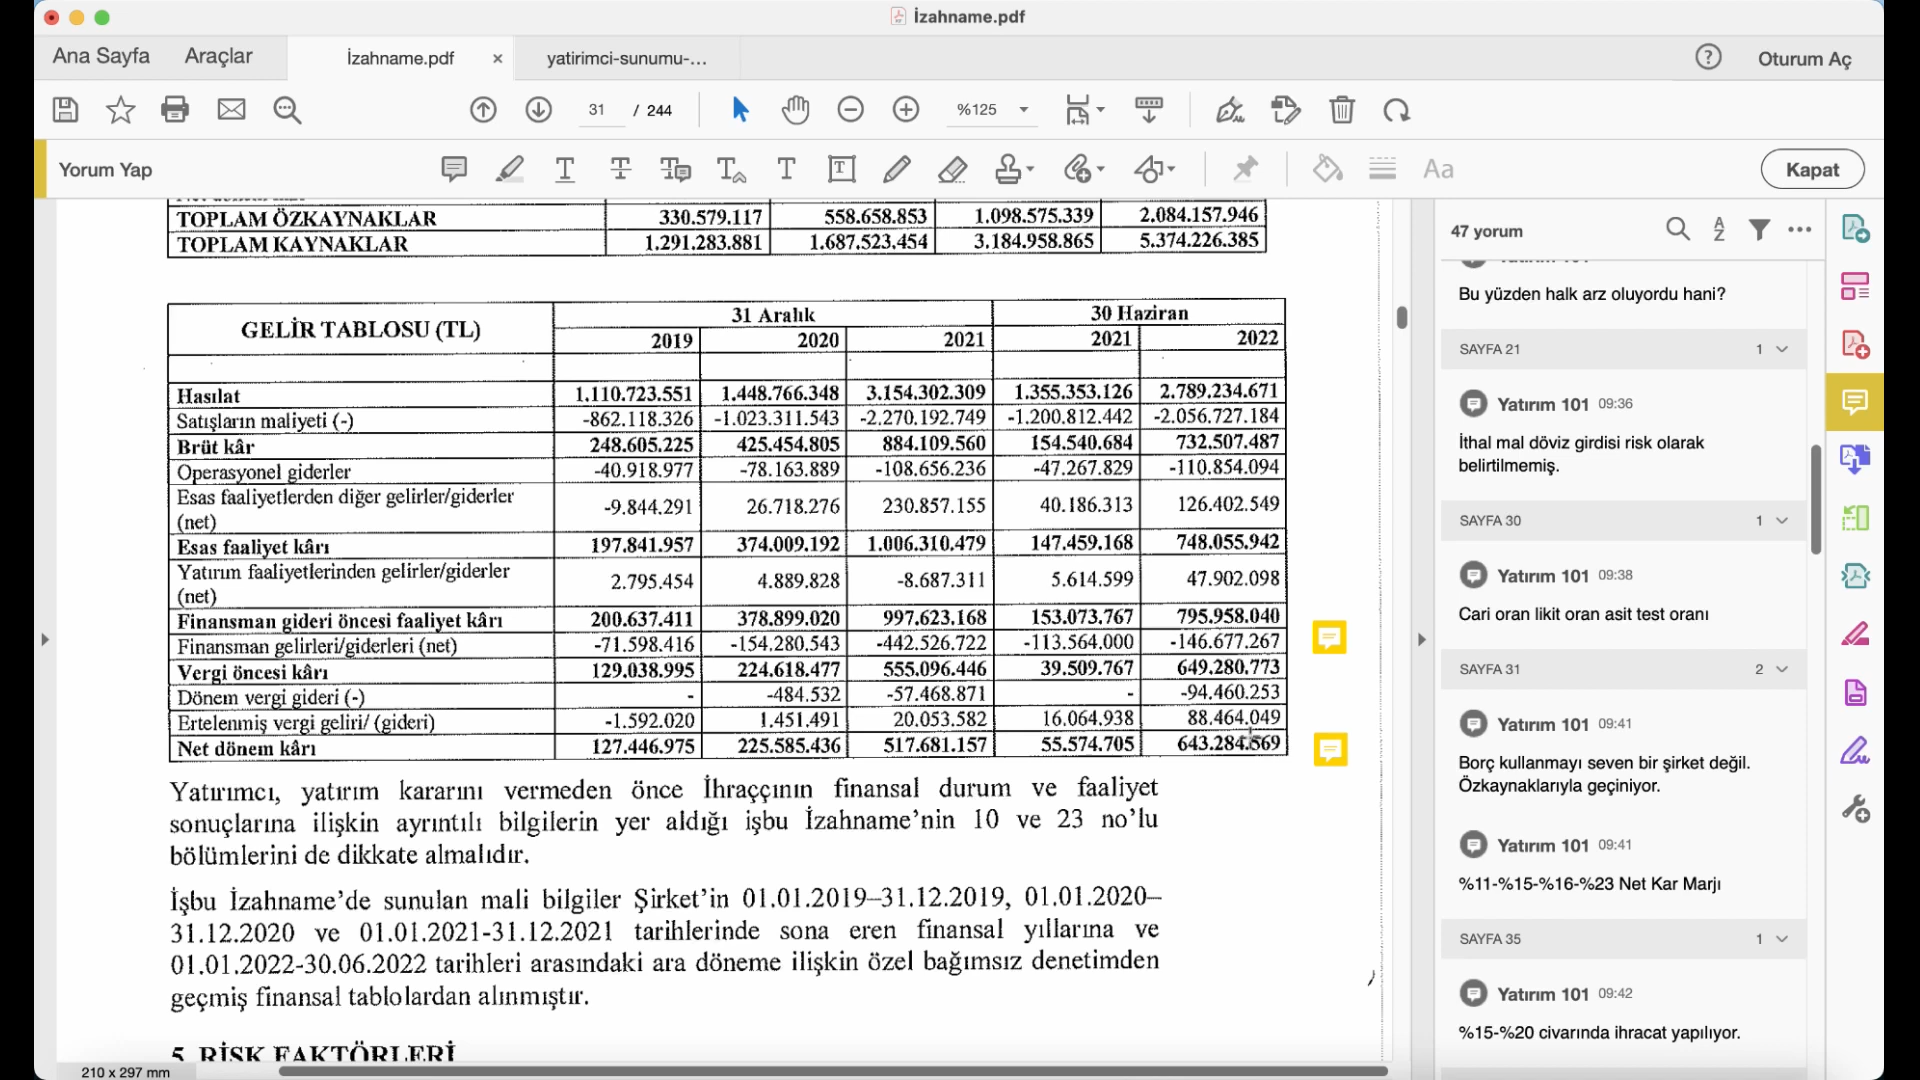 İzahname.pdf
Ana Sayfa Araçlar İzahname.pdf × yatirimci-sunumu-... ? Oturum Aç
31 / 244 %125
Yorum Yap Aa Kapat
TOPLAM ÖZKAYNAKLAR 330.579.117 558.658.853 1.098.575.339 2.084.157.946
TOPLAM KAYNAKLAR 1.291.283.881 1.687.523.454 3.184.958.865 5.374.226.385
GELİR TABLOSU (TL) 31 Aralık 30 Haziran
2019 2020 2021 2021 2022
Hasılat 1.110.723.551 1.448.766.348 3.154.302.309 1.355.353.126 2.789.234.671
Satışların maliyeti (-) -862.118.326 -1.023.311.543 -2.270.192.749 -1.200.812.442 -2.056.727.184
Brüt kâr 248.605.225 425.454.805 884.109.560 154.540.684 732.507.487
Operasyonel giderler -40.918.977 -78.163.889 -108.656.236 -47.267.829 -110.854.094
Esas faaliyetlerden diğer gelirler/giderler
(net) -9.844.291 26.718.276 230.857.155 40.186.313 126.402.549
Esas faaliyet kârı 197.841.957 374.009.192 1.006.310.479 147.459.168 748.055.942
Yatırım faaliyetlerinden gelirler/giderler
(net) 2.795.454 4.889.828 -8.687.311 5.614.599 47.902.098
Finansman gideri öncesi faaliyet kârı 200.637.411 378.899.020 997.623.168 153.073.767 795.958.040
Finansman gelirleri/giderleri (net) -71.598.416 -154.280.543 -442.526.722 -113.564.000 -146.677.267
Vergi öncesi kârı 129.038.995 224.618.477 555.096.446 39.509.767 649.280.773
Dönem vergi gideri (-) - -484.532 -57.468.871 - -94.460.253
Ertelenmiş vergi geliri/ (gideri) -1.592.020 1.451.491 20.053.582 16.064.938 88.464.049
Net dönem kârı 127.446.975 225.585.436 517.681.157 55.574.705 643.284.569
Yatırımcı, yatırım kararını vermeden önce İhraççının finansal durum ve faaliyet
sonuçlarına ilişkin ayrıntılı bilgilerin yer aldığı işbu İzahname’nin 10 ve 23 no’lu
bölümlerini de dikkate almalıdır.
İşbu İzahname’de sunulan mali bilgiler Şirket’in 01.01.2019–31.12.2019, 01.01.2020–
31.12.2020 ve 01.01.2021-31.12.2021 tarihlerinde sona eren finansal yıllarına ve
01.01.2022-30.06.2022 tarihleri arasındaki ara döneme ilişkin özel bağımsız denetimden
geçmiş finansal tablolardan alınmıştır.
5. RİSK FAKTÖRLERİ
210 x 297 mm
47 yorum
Bu yüzden halk arz oluyordu hani?
SAYFA 21 1
Yatırım 101 09:36
İthal mal döviz girdisi risk olarak
belirtilmemiş.
SAYFA 30 1
Yatırım 101 09:38
Cari oran likit oran asit test oranı
SAYFA 31 2
Yatırım 101 09:41
Borç kullanmayı seven bir şirket değil.
Özkaynaklarıyla geçiniyor.
Yatırım 101 09:41
%11-%15-%16-%23 Net Kar Marjı
SAYFA 35 1
Yatırım 101 09:42
%15-%20 civarında ihracat yapılıyor.